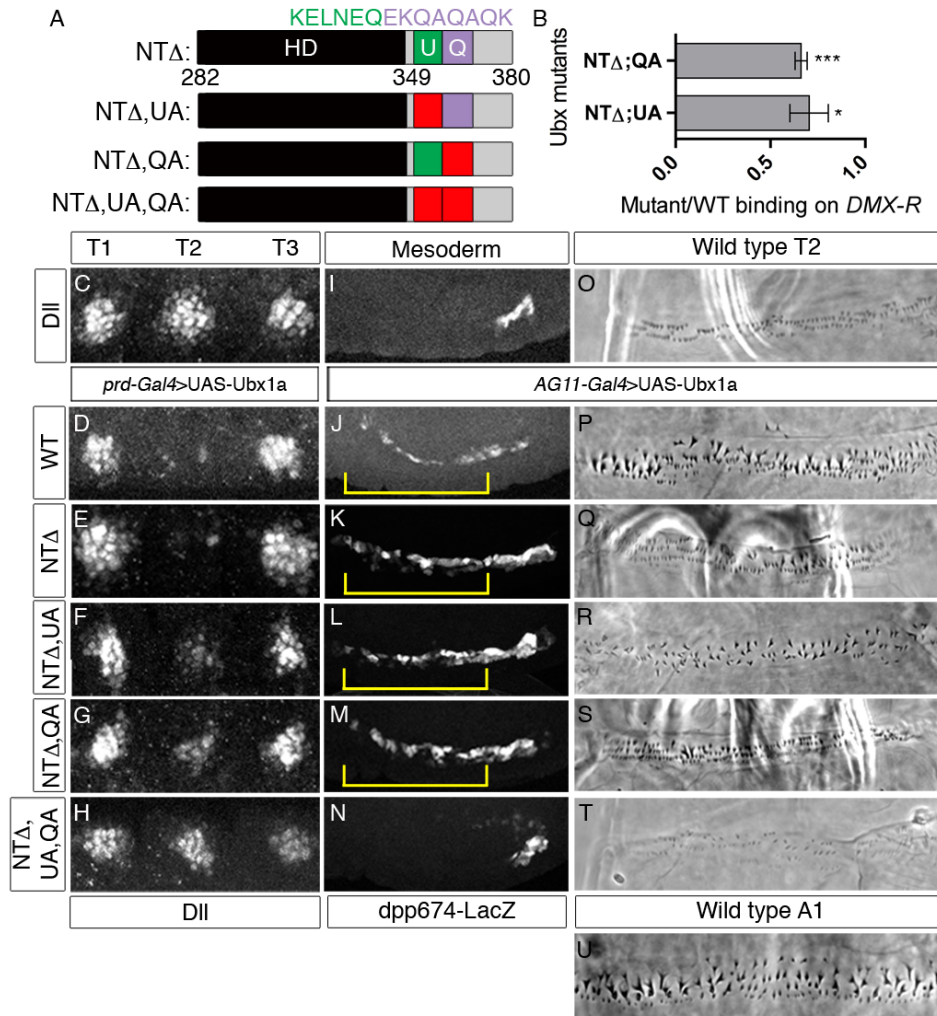 A
KELNEQEKQAQAQK
NTΔ:
HD
U
Q
282
349
380
NTΔ,UA:
NTΔ,QA:
NTΔ,UA,QA:
B
Ubx mutants
NTΔ;QA
***
NTΔ;UA
*
0.0
0.5
1.0
Mutant/WT binding on DMX-R
T1 T2 T3
Mesoderm
Wild type T2
Dll
C
I
O
prd-Gal4>UAS-Ubx1a
AG11-Gal4>UAS-Ubx1a
WT
D
J
P
NTΔ
E
K
Q
NTΔ,UA
F
L
R
NTΔ,QA
G
M
S
NTΔ,
UA,QA
H
N
T
Dll
dpp674-LacZ
Wild type A1
U